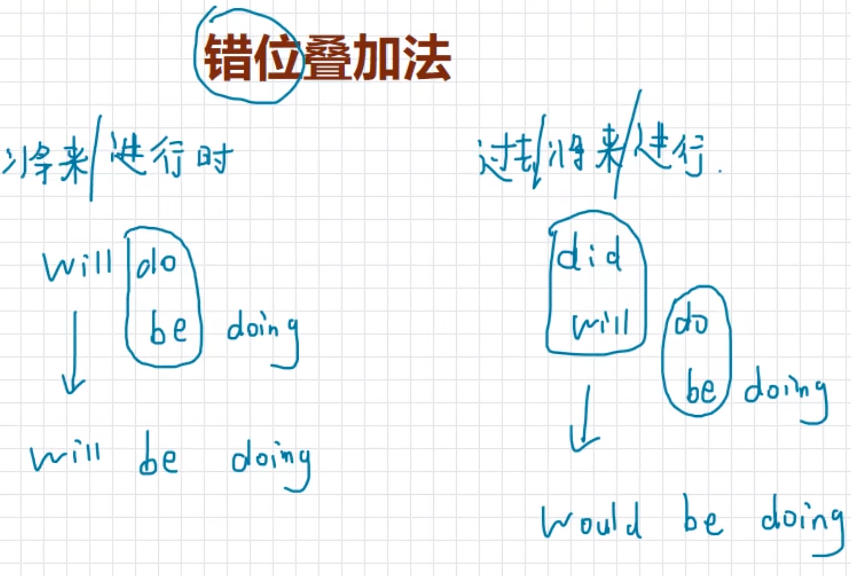 错位叠加法
将来/进行时
will do
be doing
will be doing
过去/将来/进行.
did
will do
be doing
would be doing